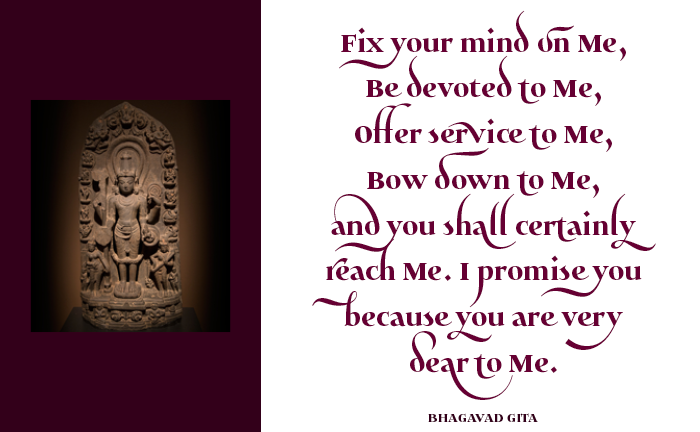 Fix your mind on Me,
Be devoted to Me,
Offer service to Me,
Bow down to Me,
and you shall certainly
reach Me. I promise you
because you are very
dear to Me.
BHAGAVAD GITA